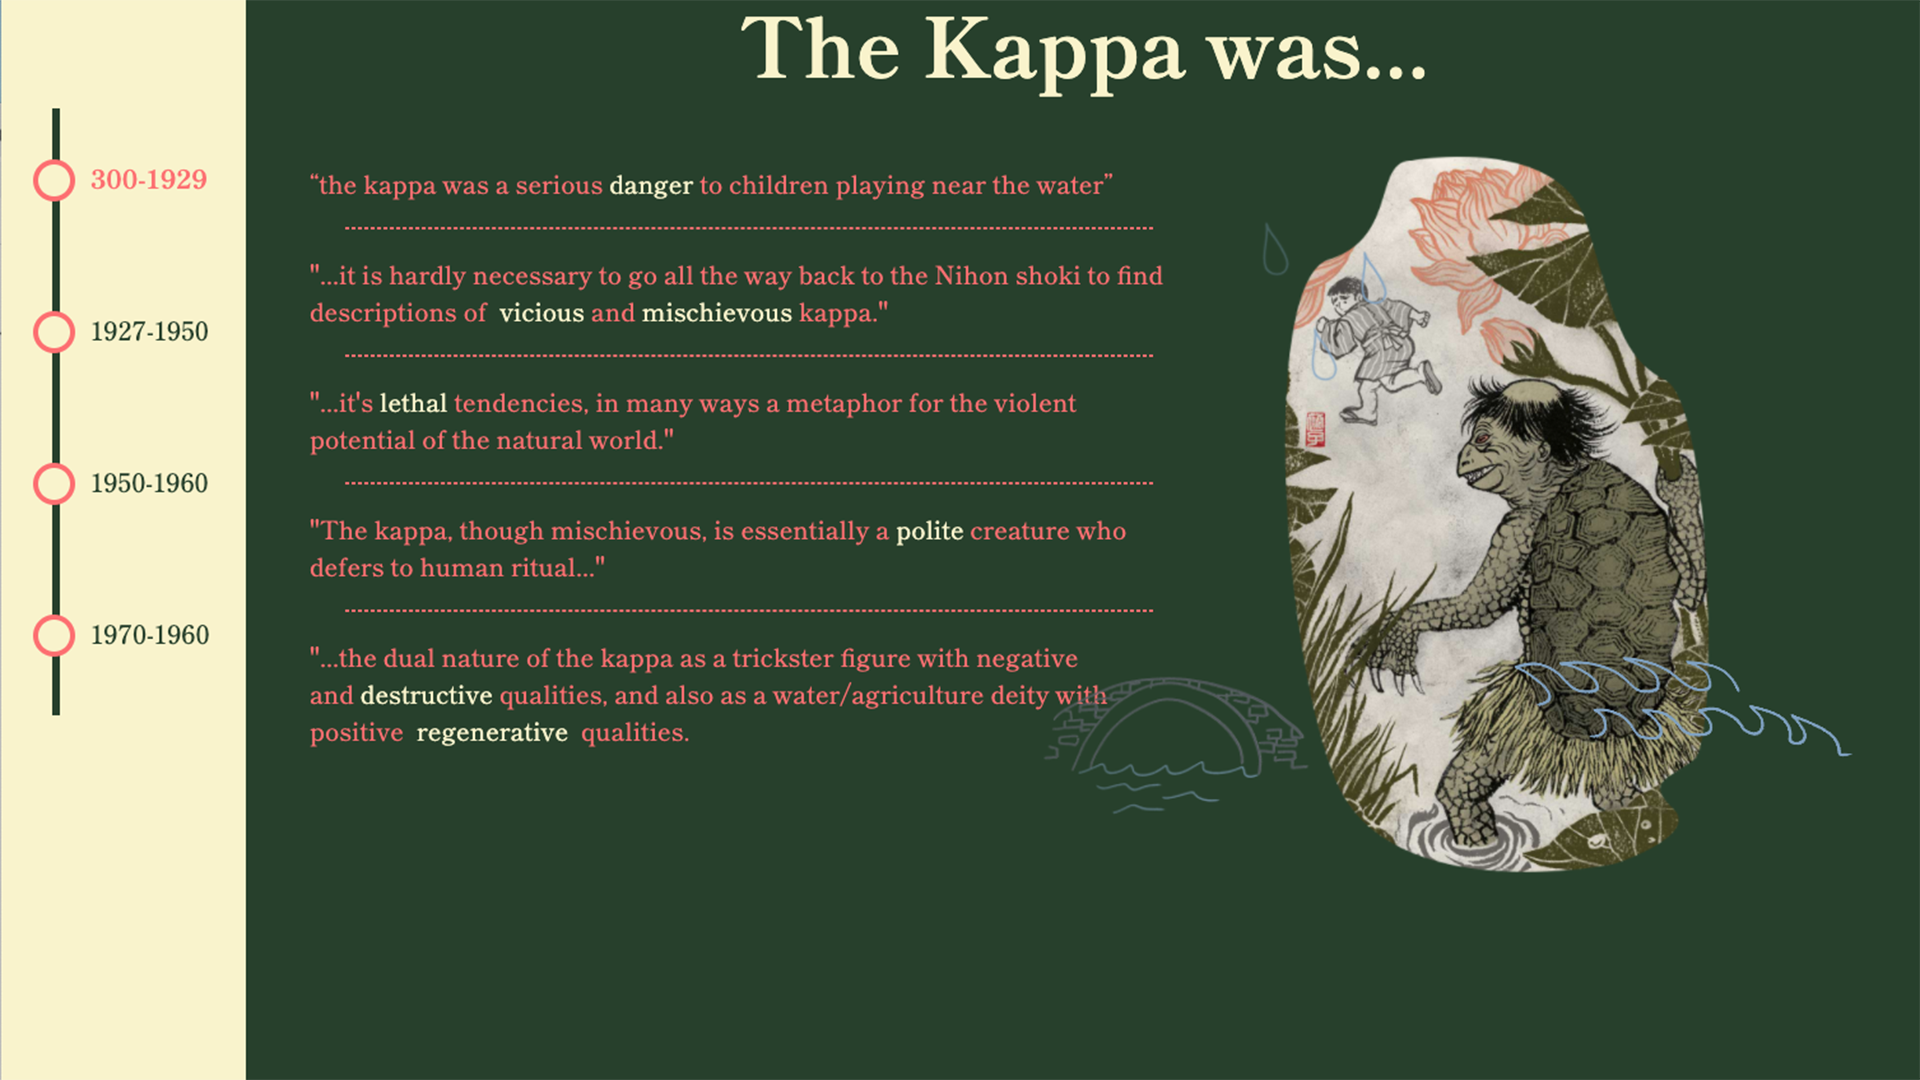 The Kappa was...
300-1929
1927-1950
1950-1960
1970-1960
“the kappa was a serious danger to children playing near the water”
"...it is hardly necessary to go all the way back to the Nihon shoki to find
descriptions of vicious and mischievous kappa."
"...it's lethal tendencies, in many ways a metaphor for the violent
potential of the natural world."
"The kappa, though mischievous, is essentially a polite creature who
defers to human ritual..."
"...the dual nature of the kappa as a trickster figure with negative
and destructive qualities, and also as a water/agriculture deity with
positive regenerative qualities.